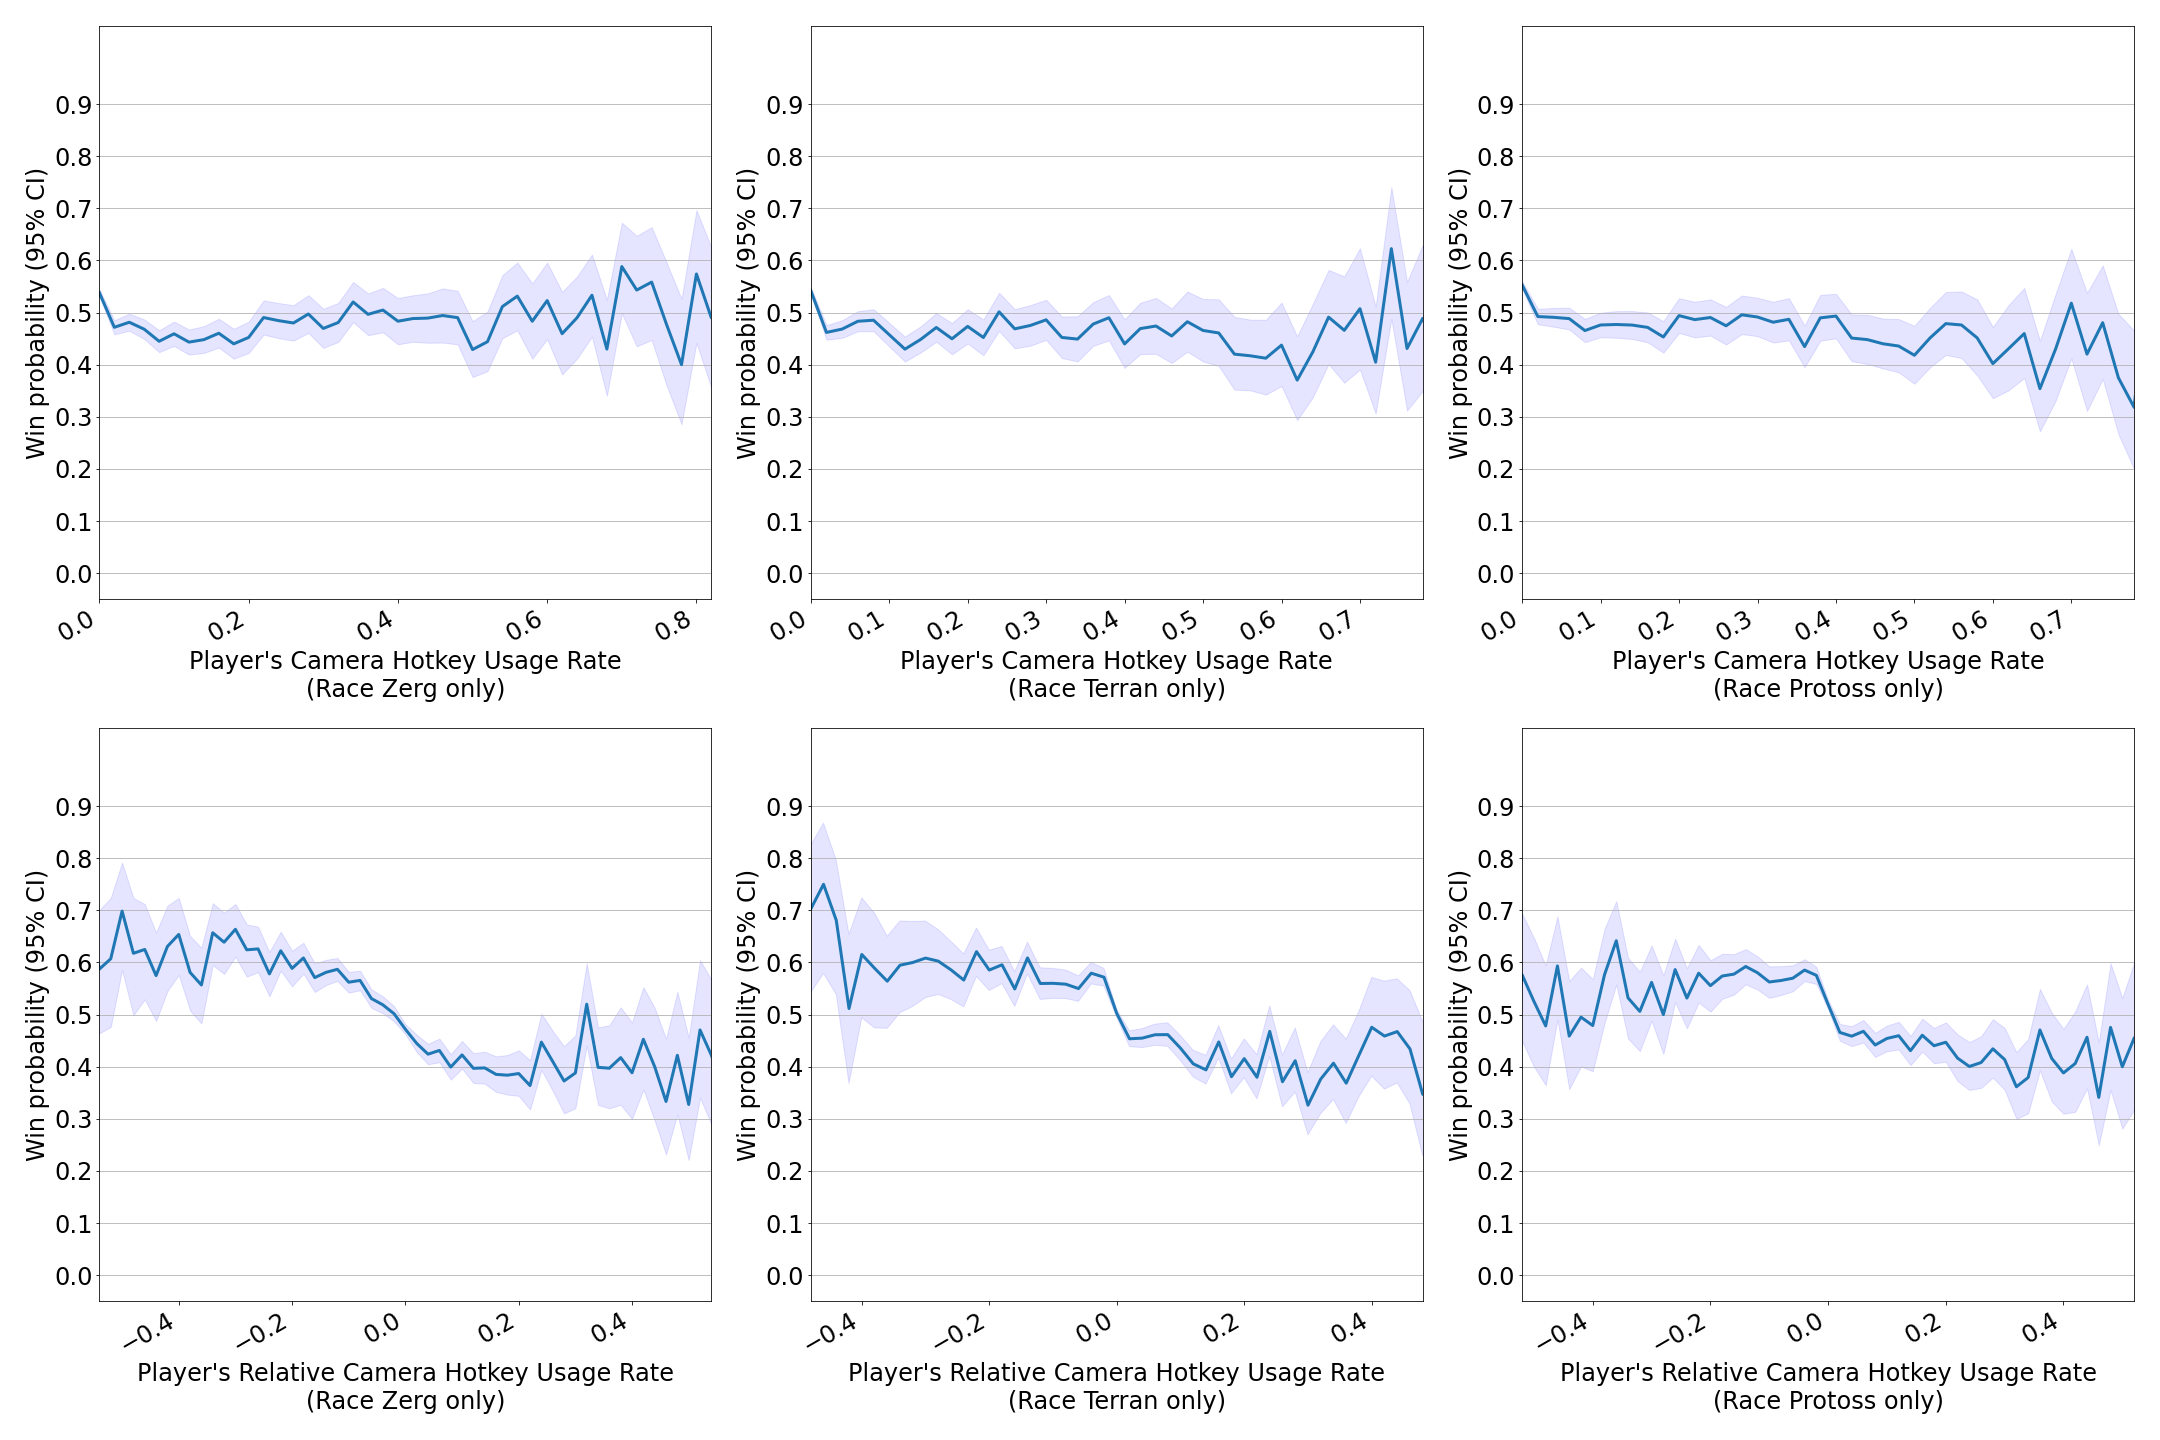 Win probability (95% CI)
0.9
0.8
0.7
0.6
0.5
0.4
0.3
0.2
0.1
0.0
0.0 0.2 0.4 0.6 0.8
Player's Camera Hotkey Usage Rate
(Race Zerg only)
Win probability (95% CI)
0.9
0.8
0.7
0.6
0.5
0.4
0.3
0.2
0.1
0.0
0.0 0.1 0.2 0.3 0.4 0.5 0.6 0.7
Player's Camera Hotkey Usage Rate
(Race Terran only)
Win probability (95% CI)
0.9
0.8
0.7
0.6
0.5
0.4
0.3
0.2
0.1
0.0
0.0 0.1 0.2 0.3 0.4 0.5 0.6 0.7
Player's Camera Hotkey Usage Rate
(Race Protoss only)
Win probability (95% CI)
0.9
0.8
0.7
0.6
0.5
0.4
0.3
0.2
0.1
0.0
−0.4 −0.2 0.0 0.2 0.4
Player's Relative Camera Hotkey Usage Rate
(Race Zerg only)
Win probability (95% CI)
0.9
0.8
0.7
0.6
0.5
0.4
0.3
0.2
0.1
0.0
−0.4 −0.2 0.0 0.2 0.4
Player's Relative Camera Hotkey Usage Rate
(Race Terran only)
Win probability (95% CI)
0.9
0.8
0.7
0.6
0.5
0.4
0.3
0.2
0.1
0.0
−0.4 −0.2 0.0 0.2 0.4
Player's Relative Camera Hotkey Usage Rate
(Race Protoss only)